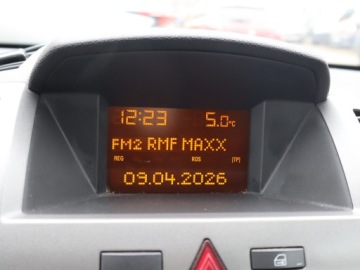 12:23 5.0°C
FM2 RMF MAXX
REG RDS [TP]
09.04.2026